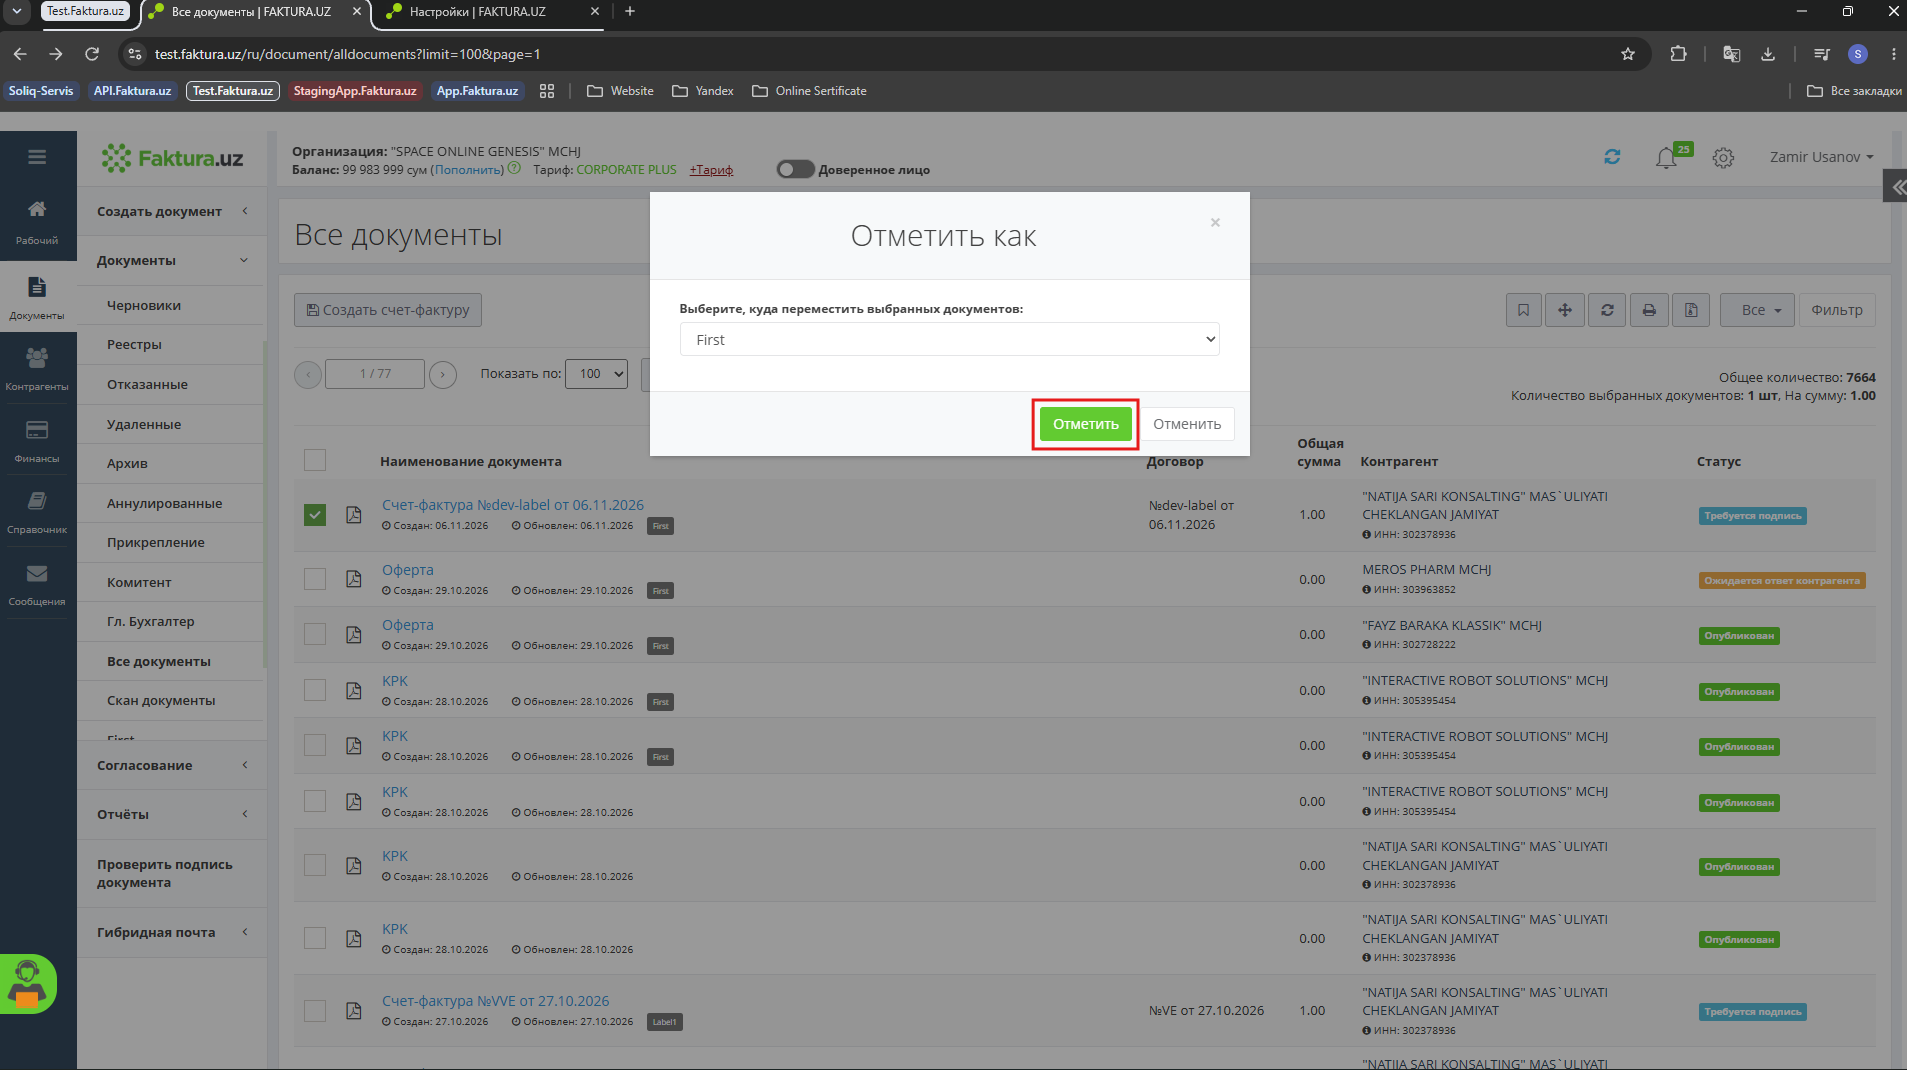 Test.Faktura.uz
Все документы | FAKTURA.UZ
Настройки | FAKTURA.UZ
test.faktura.uz/ru/document/alldocuments?limit=100&page=1
S
Soliq-Servis
API.Faktura.uz
Test.Faktura.uz
StagingApp.Faktura.uz
App.Faktura.uz
Website
Yandex
Online Sertificate
Все закладки
Faktura.uz
Организация: "SPACE ONLINE GENESIS" MCHJ
Баланс: 99 983 999 сум (Пополнить) Тариф: CORPORATE PLUS +Тариф
Доверенное лицо
25
Zamir Usanov
Рабочий
Документы
Контрагенты
Финансы
Справочник
Сообщения
Создать документ
Документы
Черновики
Реестры
Отказанные
Удаленные
Архив
Аннулированные
Прикрепление
Комитент
Гл. Бухгалтер
Все документы
Скан документы
First
Согласование
Отчёты
Проверить подпись
документа
Гибридная почта
Все документы
Создать счет-фактуру
Все
Фильтр
1 / 77
Показать по:
100
Общее количество: 7664
Количество выбранных документов: 1 шт, На сумму: 1.00
Отметить как
×
Выберите, куда переместить выбранных документов:
First
Отметить
Отменить
Наименование документа
Договор
Общая
сумма
Контрагент
Статус
Счет-фактура №dev-label от 06.11.2026
Создан: 06.11.2026 Обновлен: 06.11.2026 First
№dev-label от
06.11.2026
1.00
"NATIJA SARI KONSALTING" MAS`ULIYATI
CHEKLANGAN JAMIYAT
ИНН: 302378936
Требуется подпись
Оферта
Создан: 29.10.2026 Обновлен: 29.10.2026 First
0.00
MEROS PHARM MCHJ
ИНН: 303963852
Ожидается ответ контрагента
Оферта
Создан: 29.10.2026 Обновлен: 29.10.2026 First
0.00
"FAYZ BARAKA KLASSIK" MCHJ
ИНН: 302728222
Опубликован
КРК
Создан: 28.10.2026 Обновлен: 28.10.2026 First
0.00
"INTERACTIVE ROBOT SOLUTIONS" MCHJ
ИНН: 305395454
Опубликован
КРК
Создан: 28.10.2026 Обновлен: 28.10.2026 First
0.00
"INTERACTIVE ROBOT SOLUTIONS" MCHJ
ИНН: 305395454
Опубликован
КРК
Создан: 28.10.2026 Обновлен: 28.10.2026
0.00
"INTERACTIVE ROBOT SOLUTIONS" MCHJ
ИНН: 305395454
Опубликован
КРК
Создан: 28.10.2026 Обновлен: 28.10.2026
0.00
"NATIJA SARI KONSALTING" MAS`ULIYATI
CHEKLANGAN JAMIYAT
ИНН: 302378936
Опубликован
КРК
Создан: 28.10.2026 Обновлен: 28.10.2026
0.00
"NATIJA SARI KONSALTING" MAS`ULIYATI
CHEKLANGAN JAMIYAT
ИНН: 302378936
Опубликован
Счет-фактура №VVE от 27.10.2026
Создан: 27.10.2026 Обновлен: 27.10.2026 Label1
№VE от 27.10.2026
1.00
"NATIJA SARI KONSALTING" MAS`ULIYATI
CHEKLANGAN JAMIYAT
ИНН: 302378936
Требуется подпись
"NATIJA SARI KONSALTING" MAS`ULIYATI